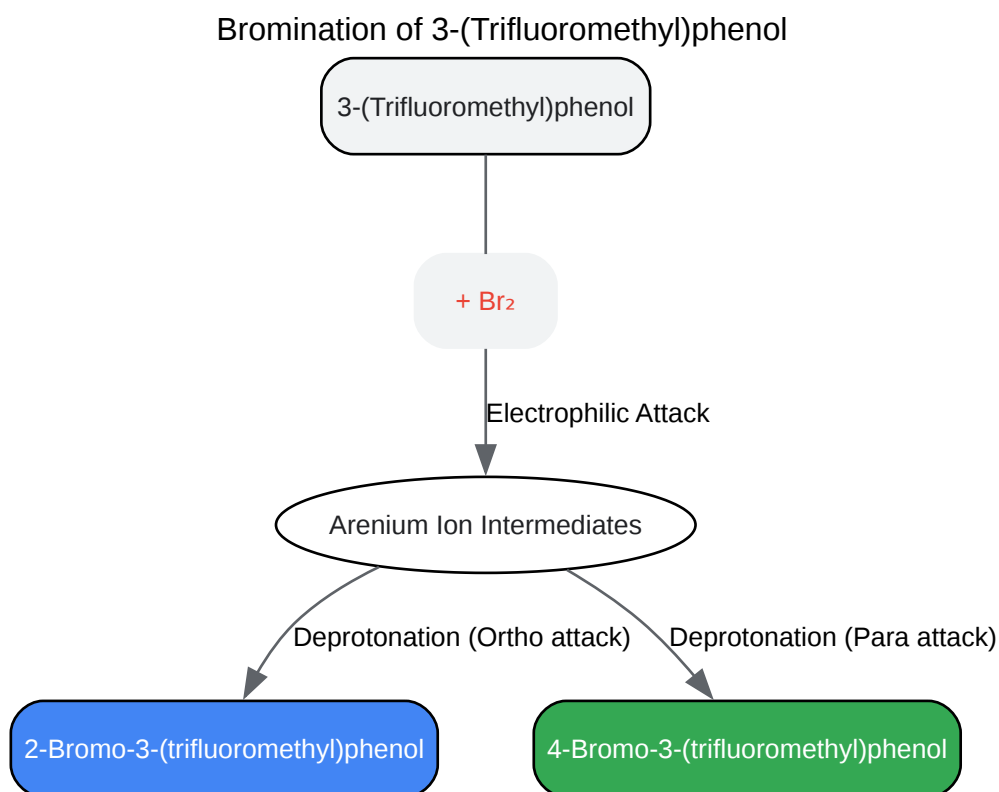 Bromination of 3-(Trifluoromethyl)phenol
3-(Trifluoromethyl)phenol
+ Br₂
Electrophilic Attack
Arenium Ion Intermediates
Deprotonation (Ortho attack)
Deprotonation (Para attack)
2-Bromo-3-(trifluoromethyl)phenol
4-Bromo-3-(trifluoromethyl)phenol